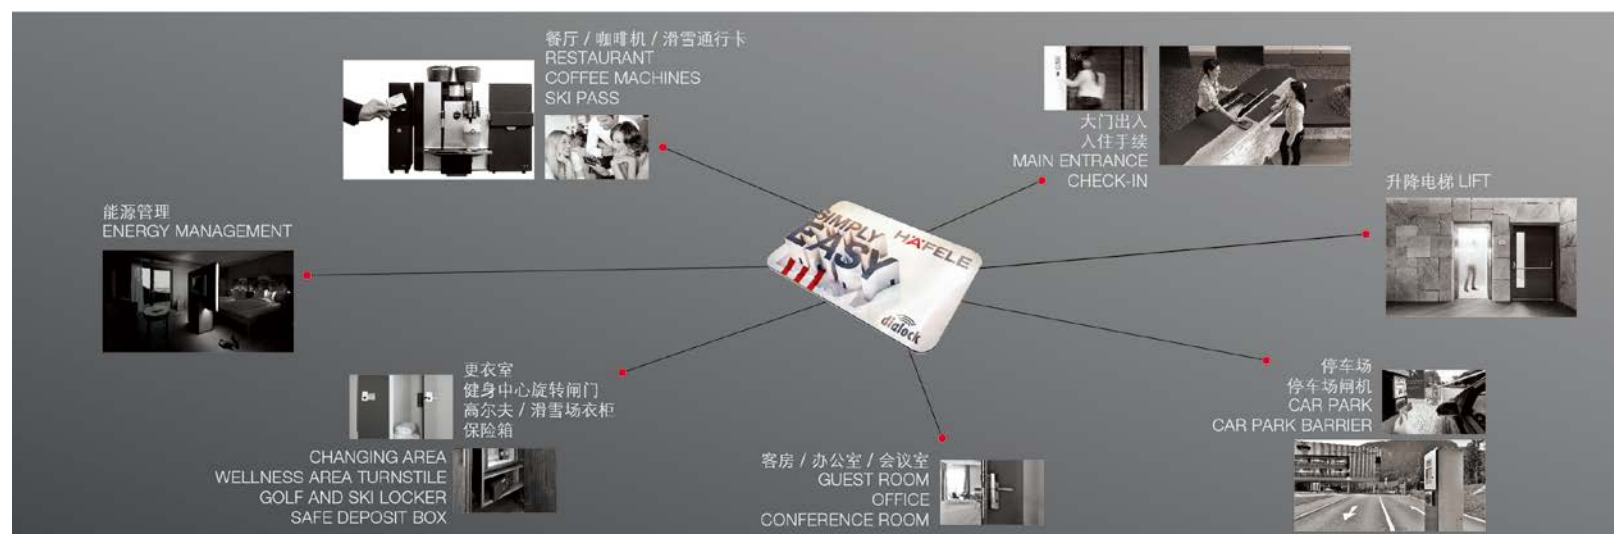 餐厅 / 咖啡机 / 滑雪通行卡
RESTAURANT
COFFEE MACHINES
SKI PASS
大门出入
入住手续
MAIN ENTRANCE
CHECK-IN
升降电梯 LIFT
能源管理
ENERGY MANAGEMENT
SIMPLY
EASY.
HÄFELE
dialock
更衣室
健身中心旋转闸门
高尔夫 / 滑雪场衣柜
保险箱
CHANGING AREA
WELLNESS AREA TURNSTILE
GOLF AND SKI LOCKER
SAFE DEPOSIT BOX
客房 / 办公室 / 会议室
GUEST ROOM
OFFICE
CONFERENCE ROOM
停车场
停车场闸机
CAR PARK
CAR PARK BARRIER